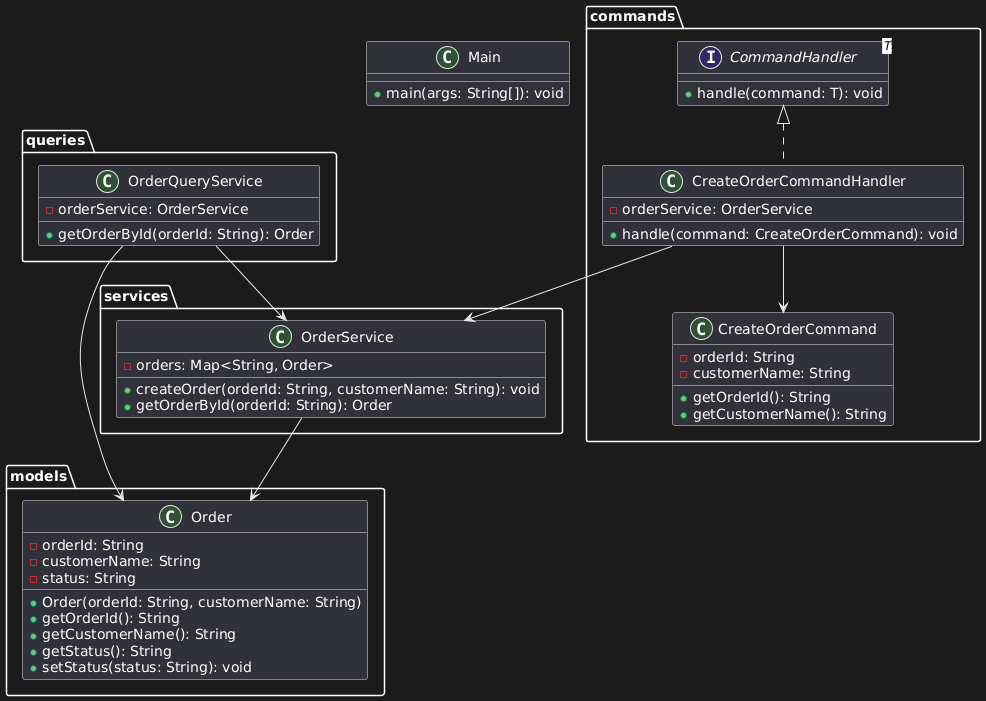 commands
T
I CommandHandler
handle(command: T): void
C Main
main(args: String[]): void
queries
C OrderQueryService
orderService: OrderService
getOrderById(orderId: String): Order
C CreateOrderCommandHandler
orderService: OrderService
handle(command: CreateOrderCommand): void
services
C OrderService
orders: Map<String, Order>
createOrder(orderId: String, customerName: String): void
getOrderById(orderId: String): Order
C CreateOrderCommand
orderId: String
customerName: String
getOrderId(): String
getCustomerName(): String
models
C Order
orderId: String
customerName: String
status: String
Order(orderId: String, customerName: String)
getOrderId(): String
getCustomerName(): String
getStatus(): String
setStatus(status: String): void